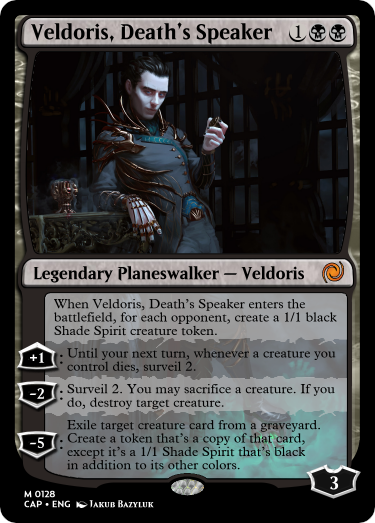 Veldoris, Death's Speaker 1
Legendary Planeswalker — Veldoris
When Veldoris, Death's Speaker enters the
battlefield, for each opponent, create a 1/1 black
Shade Spirit creature token.
+1 : Until your next turn, whenever a creature you
control dies, surveil 2.
-2 : Surveil 2. You may sacrifice a creature. If you
do, destroy target creature.
Exile target creature card from a graveyard.
-5 : Create a token that's a copy of that card,
except it's a 1/1 Shade Spirit that's black
in addition to its other colors.
3
M 0128
CAP • ENG Jakub Bazyluk